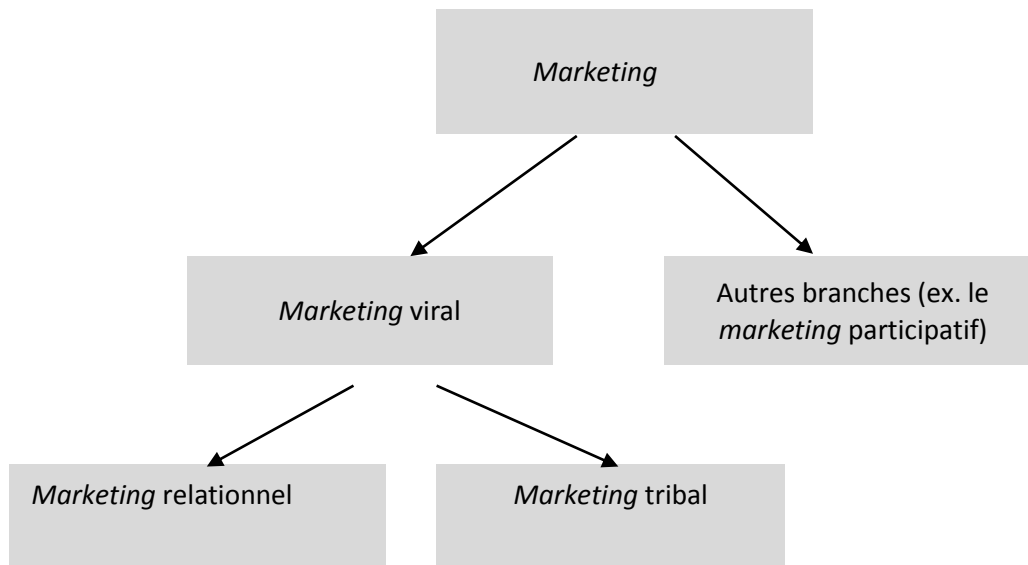 Marketing
Marketing viral
Autres branches (ex. le
marketing participatif)
Marketing relationnel
Marketing tribal